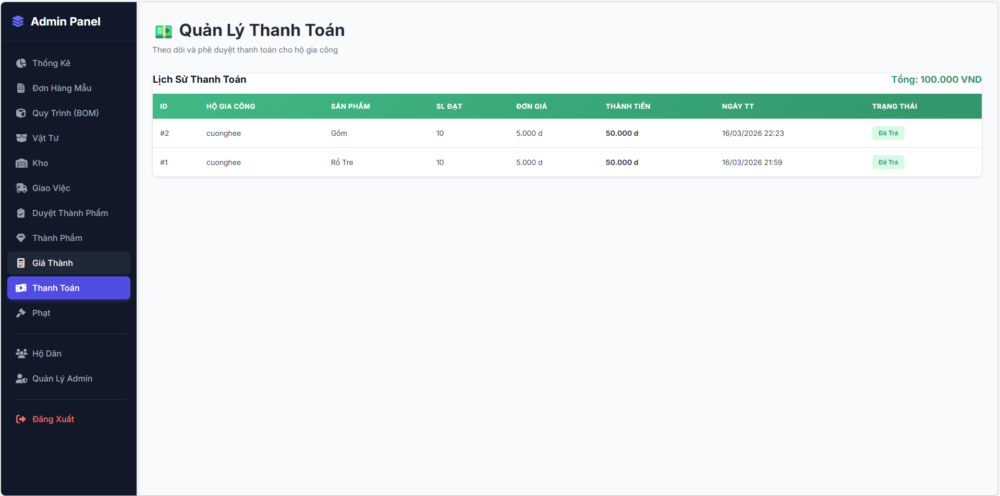 Admin Panel
Thống Kê
Đơn Hàng Mẫu
Quy Trình (BOM)
Vật Tư
Kho
Giao Việc
Duyệt Thành Phẩm
Thành Phẩm
Giá Thành
Thanh Toán
Phạt
Hộ Dân
Quản Lý Admin
Đăng Xuất
Quản Lý Thanh Toán
Theo dõi và phê duyệt thanh toán cho hộ gia công
Lịch Sử Thanh Toán Tổng: 100.000 VND
ID HỘ GIA CÔNG SẢN PHẨM SL ĐẠT ĐƠN GIÁ THÀNH TIỀN NGÀY TT TRẠNG THÁI
#2 cuonghee Gốm 10 5.000 d 50.000 d 16/03/2026 22:23 Đã Trả
#1 cuonghee Rổ Tre 10 5.000 d 50.000 d 16/03/2026 21:59 Đã Trả